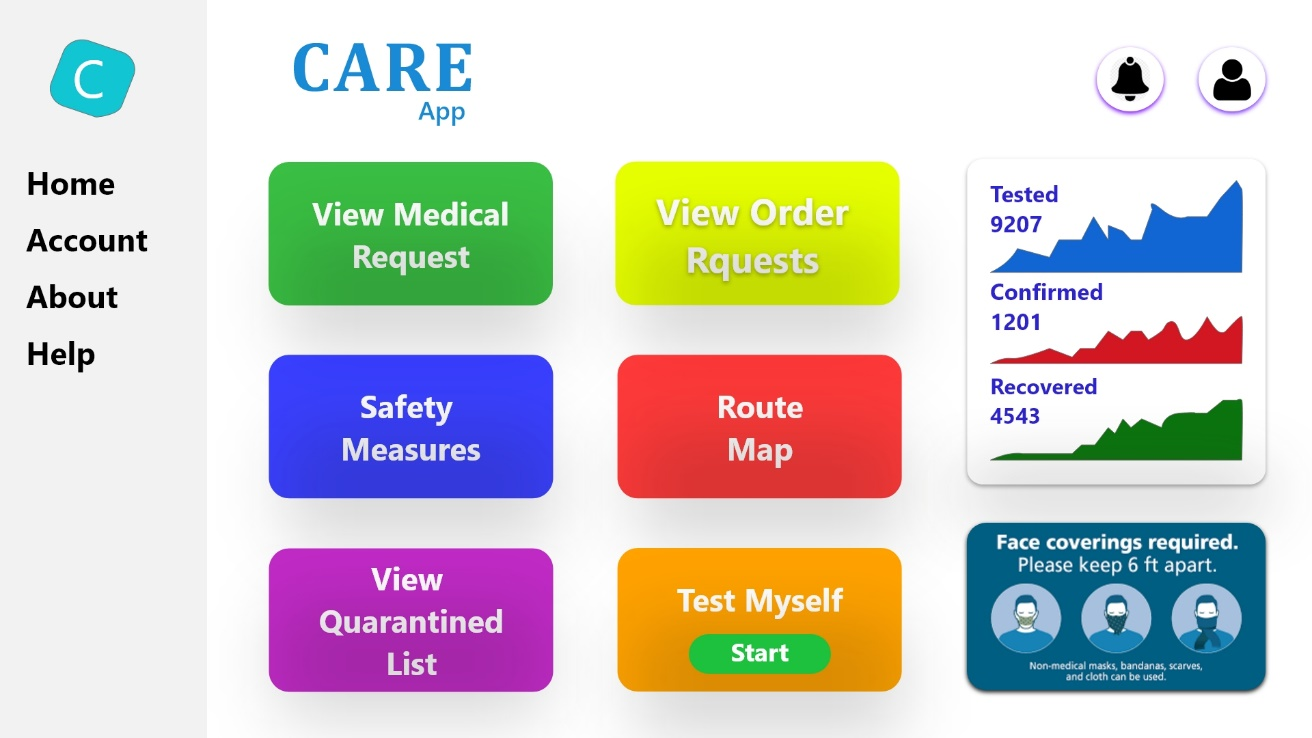 C
CARE
App
Home
Account
About
Help
View Medical
Request
View Order
Rquests
Safety
Measures
Route
Map
View
Quarantined
List
Test Myself
Start
Tested
9207
Confirmed
1201
Recovered
4543
Face coverings required.
Please keep 6 ft apart.
Non-medical masks, bandanas, scarves,
and cloth can be used.